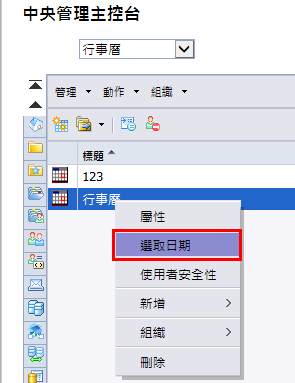 中央管理主控台
行事曆
管理 動作 組織
標題
123
行事曆
屬性
選取日期
使用者安全性
新增
組織
刪除